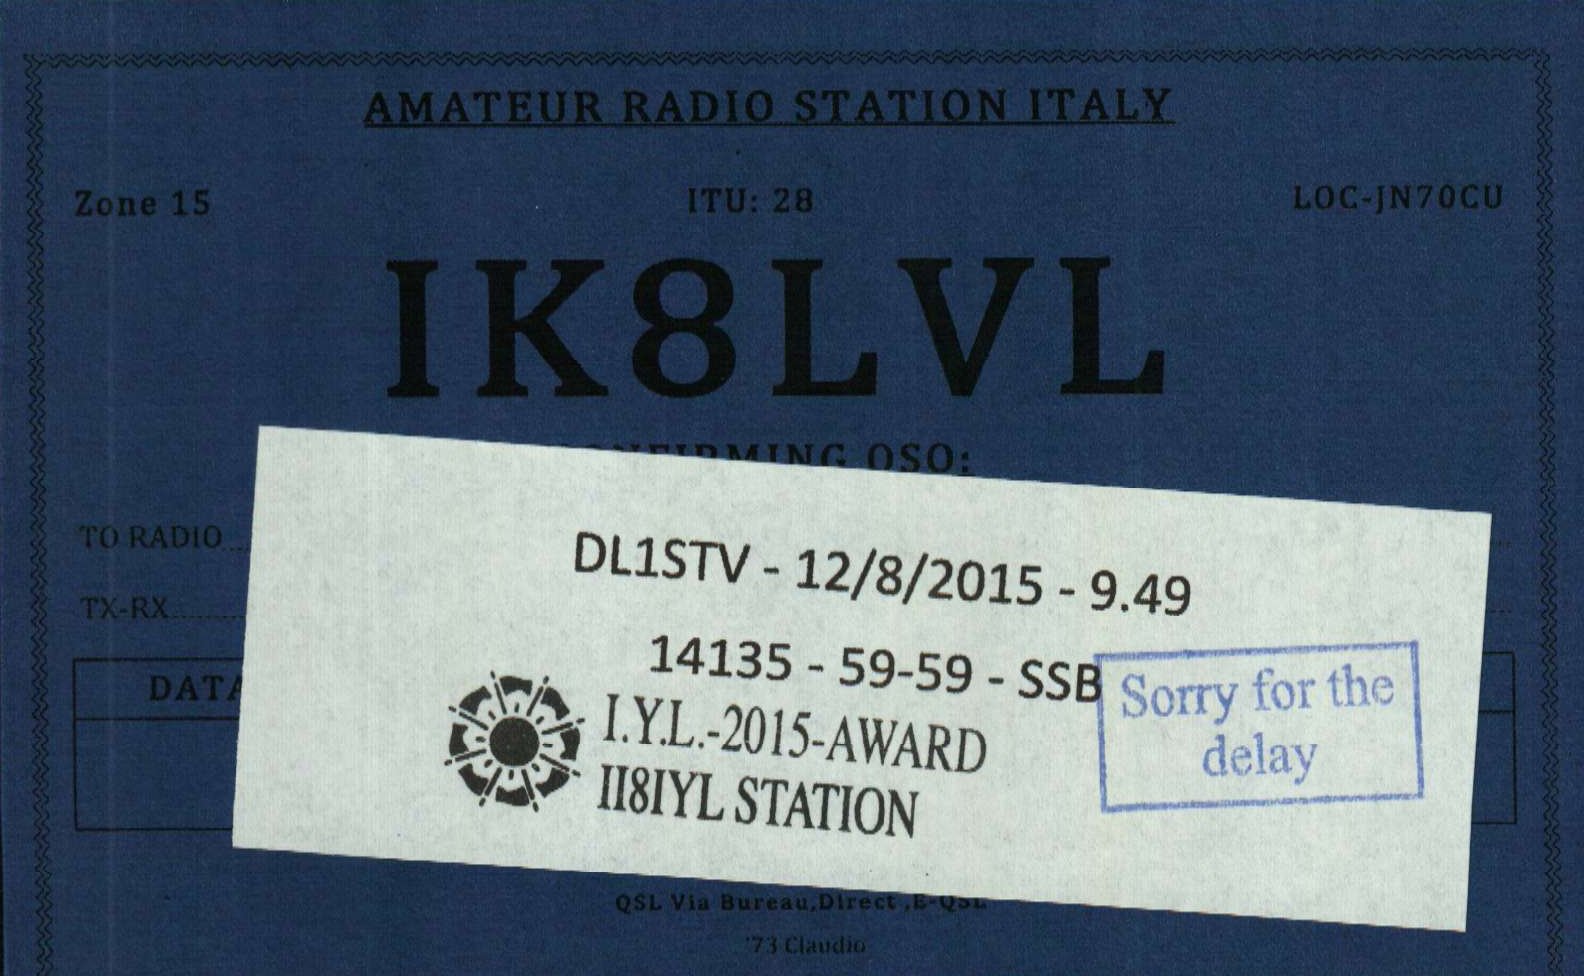 AMATEUR RADIO STATION ITALY
Zone 15 ITU: 28 LOC-JN70CU
IK8LVL
QSO:
DL1STV - 12/8/2015 - 9.49
TO RADIO
14135 - 59-59 - SSB
TX-RX
Sorry for the
delay
I.Y.L.-2015-AWARD
II8IYL STATION
QSL Via Bureau,Direct ,E-QSL
'73 Claudio